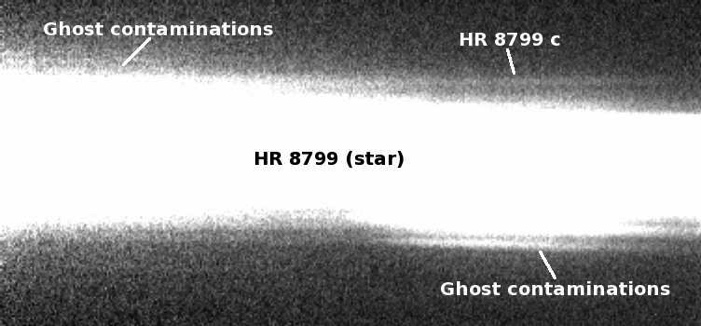 Ghost contaminations
HR 8799 c
HR 8799 (star)
Ghost contaminations